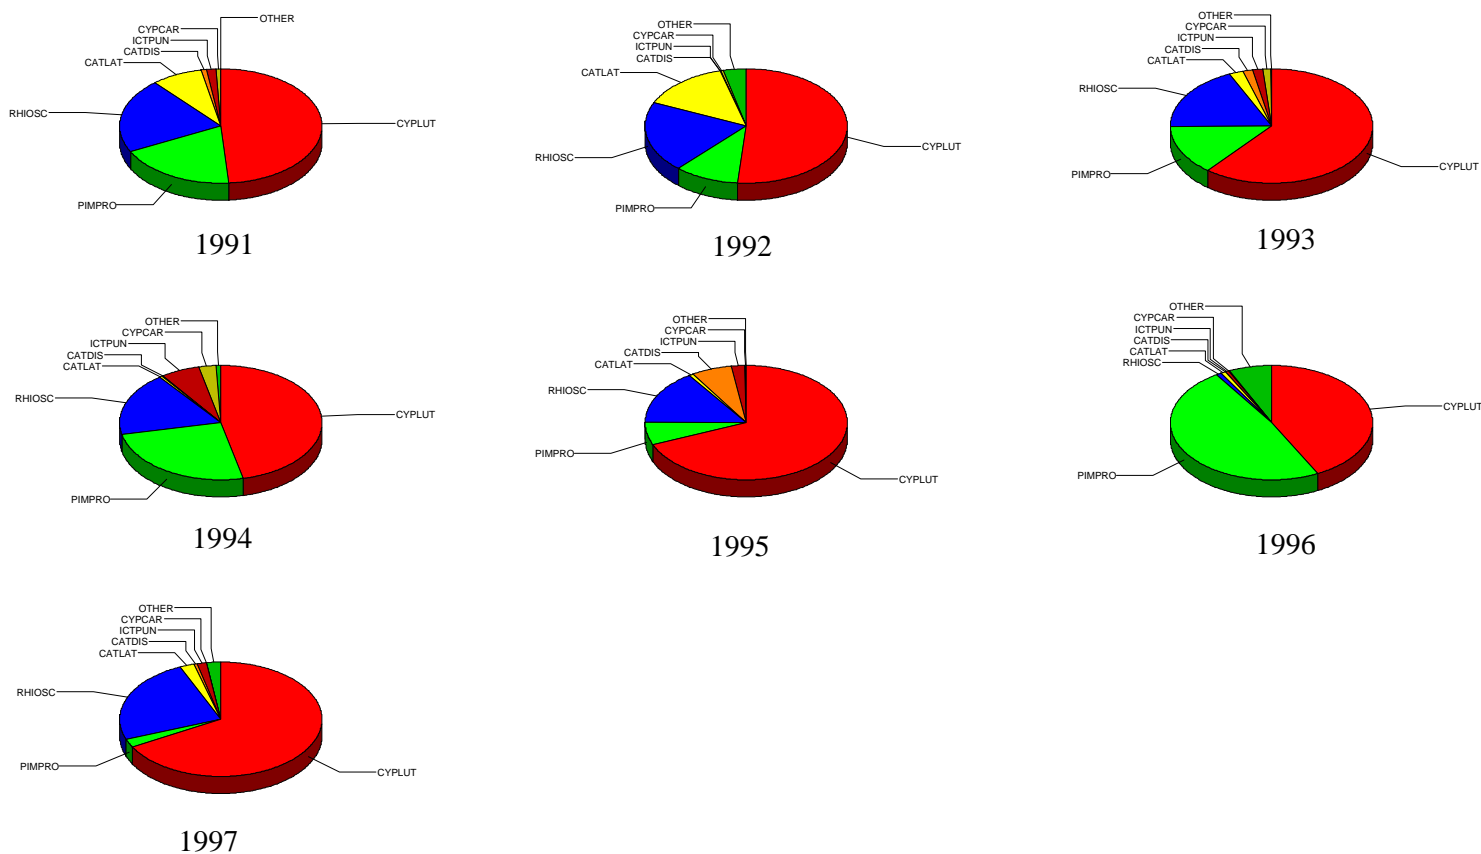 OTHER
CYPCAR
ICTPUN
CATDIS
CATLAT
RHIOSC
CYPLUT
PIMPRO
1991
OTHER
CYPCAR
ICTPUN
CATDIS
CATLAT
CYPLUT
RHIOSC
PIMPRO
1992
OTHER
CYPCAR
ICTPUN
CATDIS
CATLAT
RHIOSC
CYPLUT
PIMPRO
1993
OTHER
CYPCAR
ICTPUN
CATDIS
CATLAT
RHIOSC
CYPLUT
PIMPRO
1994
OTHER
CYPCAR
ICTPUN
CATDIS
CATLAT
RHIOSC
PIMPRO
CYPLUT
1995
OTHER
CYPCAR
ICTPUN
CATDIS
CATLAT
RHIOSC
CYPLUT
PIMPRO
1996
OTHER
CYPCAR
ICTPUN
CATDIS
CATLAT
RHIOSC
PIMPRO
CYPLUT
1997